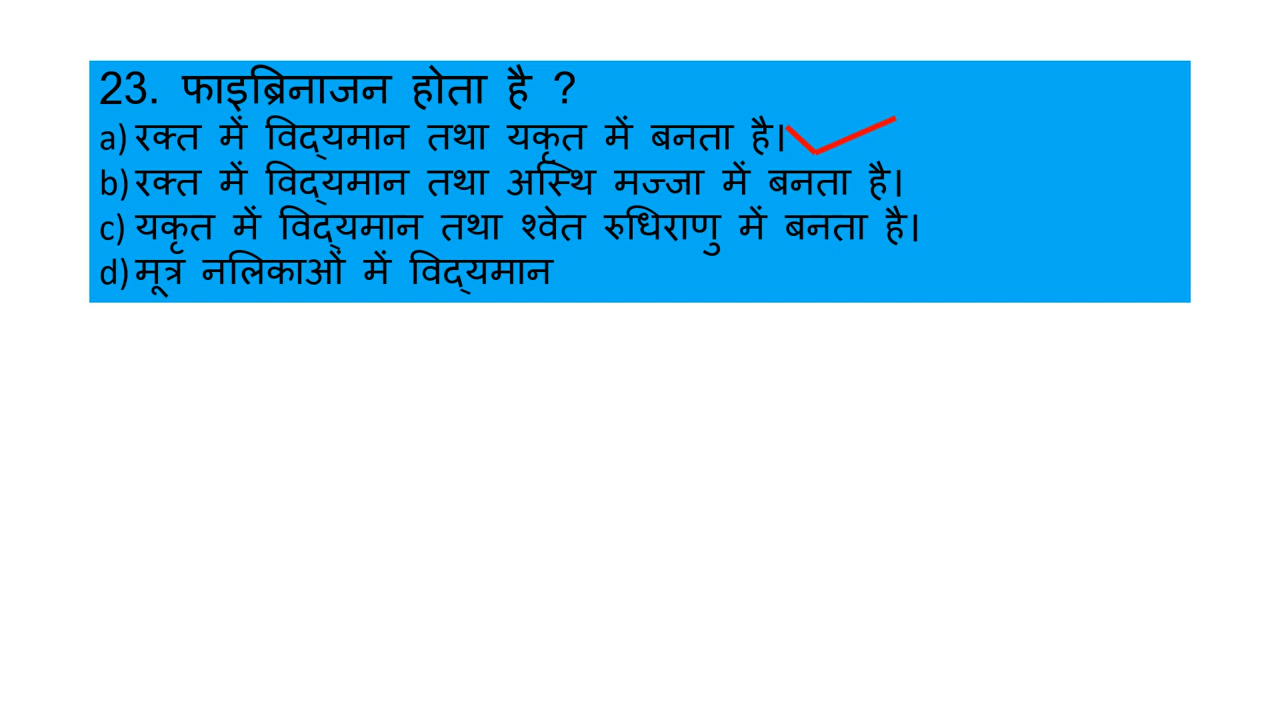 23. फाइब्रिनाजन होता है ?
a) रक्त में विद्यमान तथा यकृत में बनता है।
b) रक्त में विद्यमान तथा अस्थि मज्जा में बनता है।
c) यकृत में विद्यमान तथा श्वेत रुधिराणु में बनता है।
d) मूत्र नलिकाओं में विद्यमान